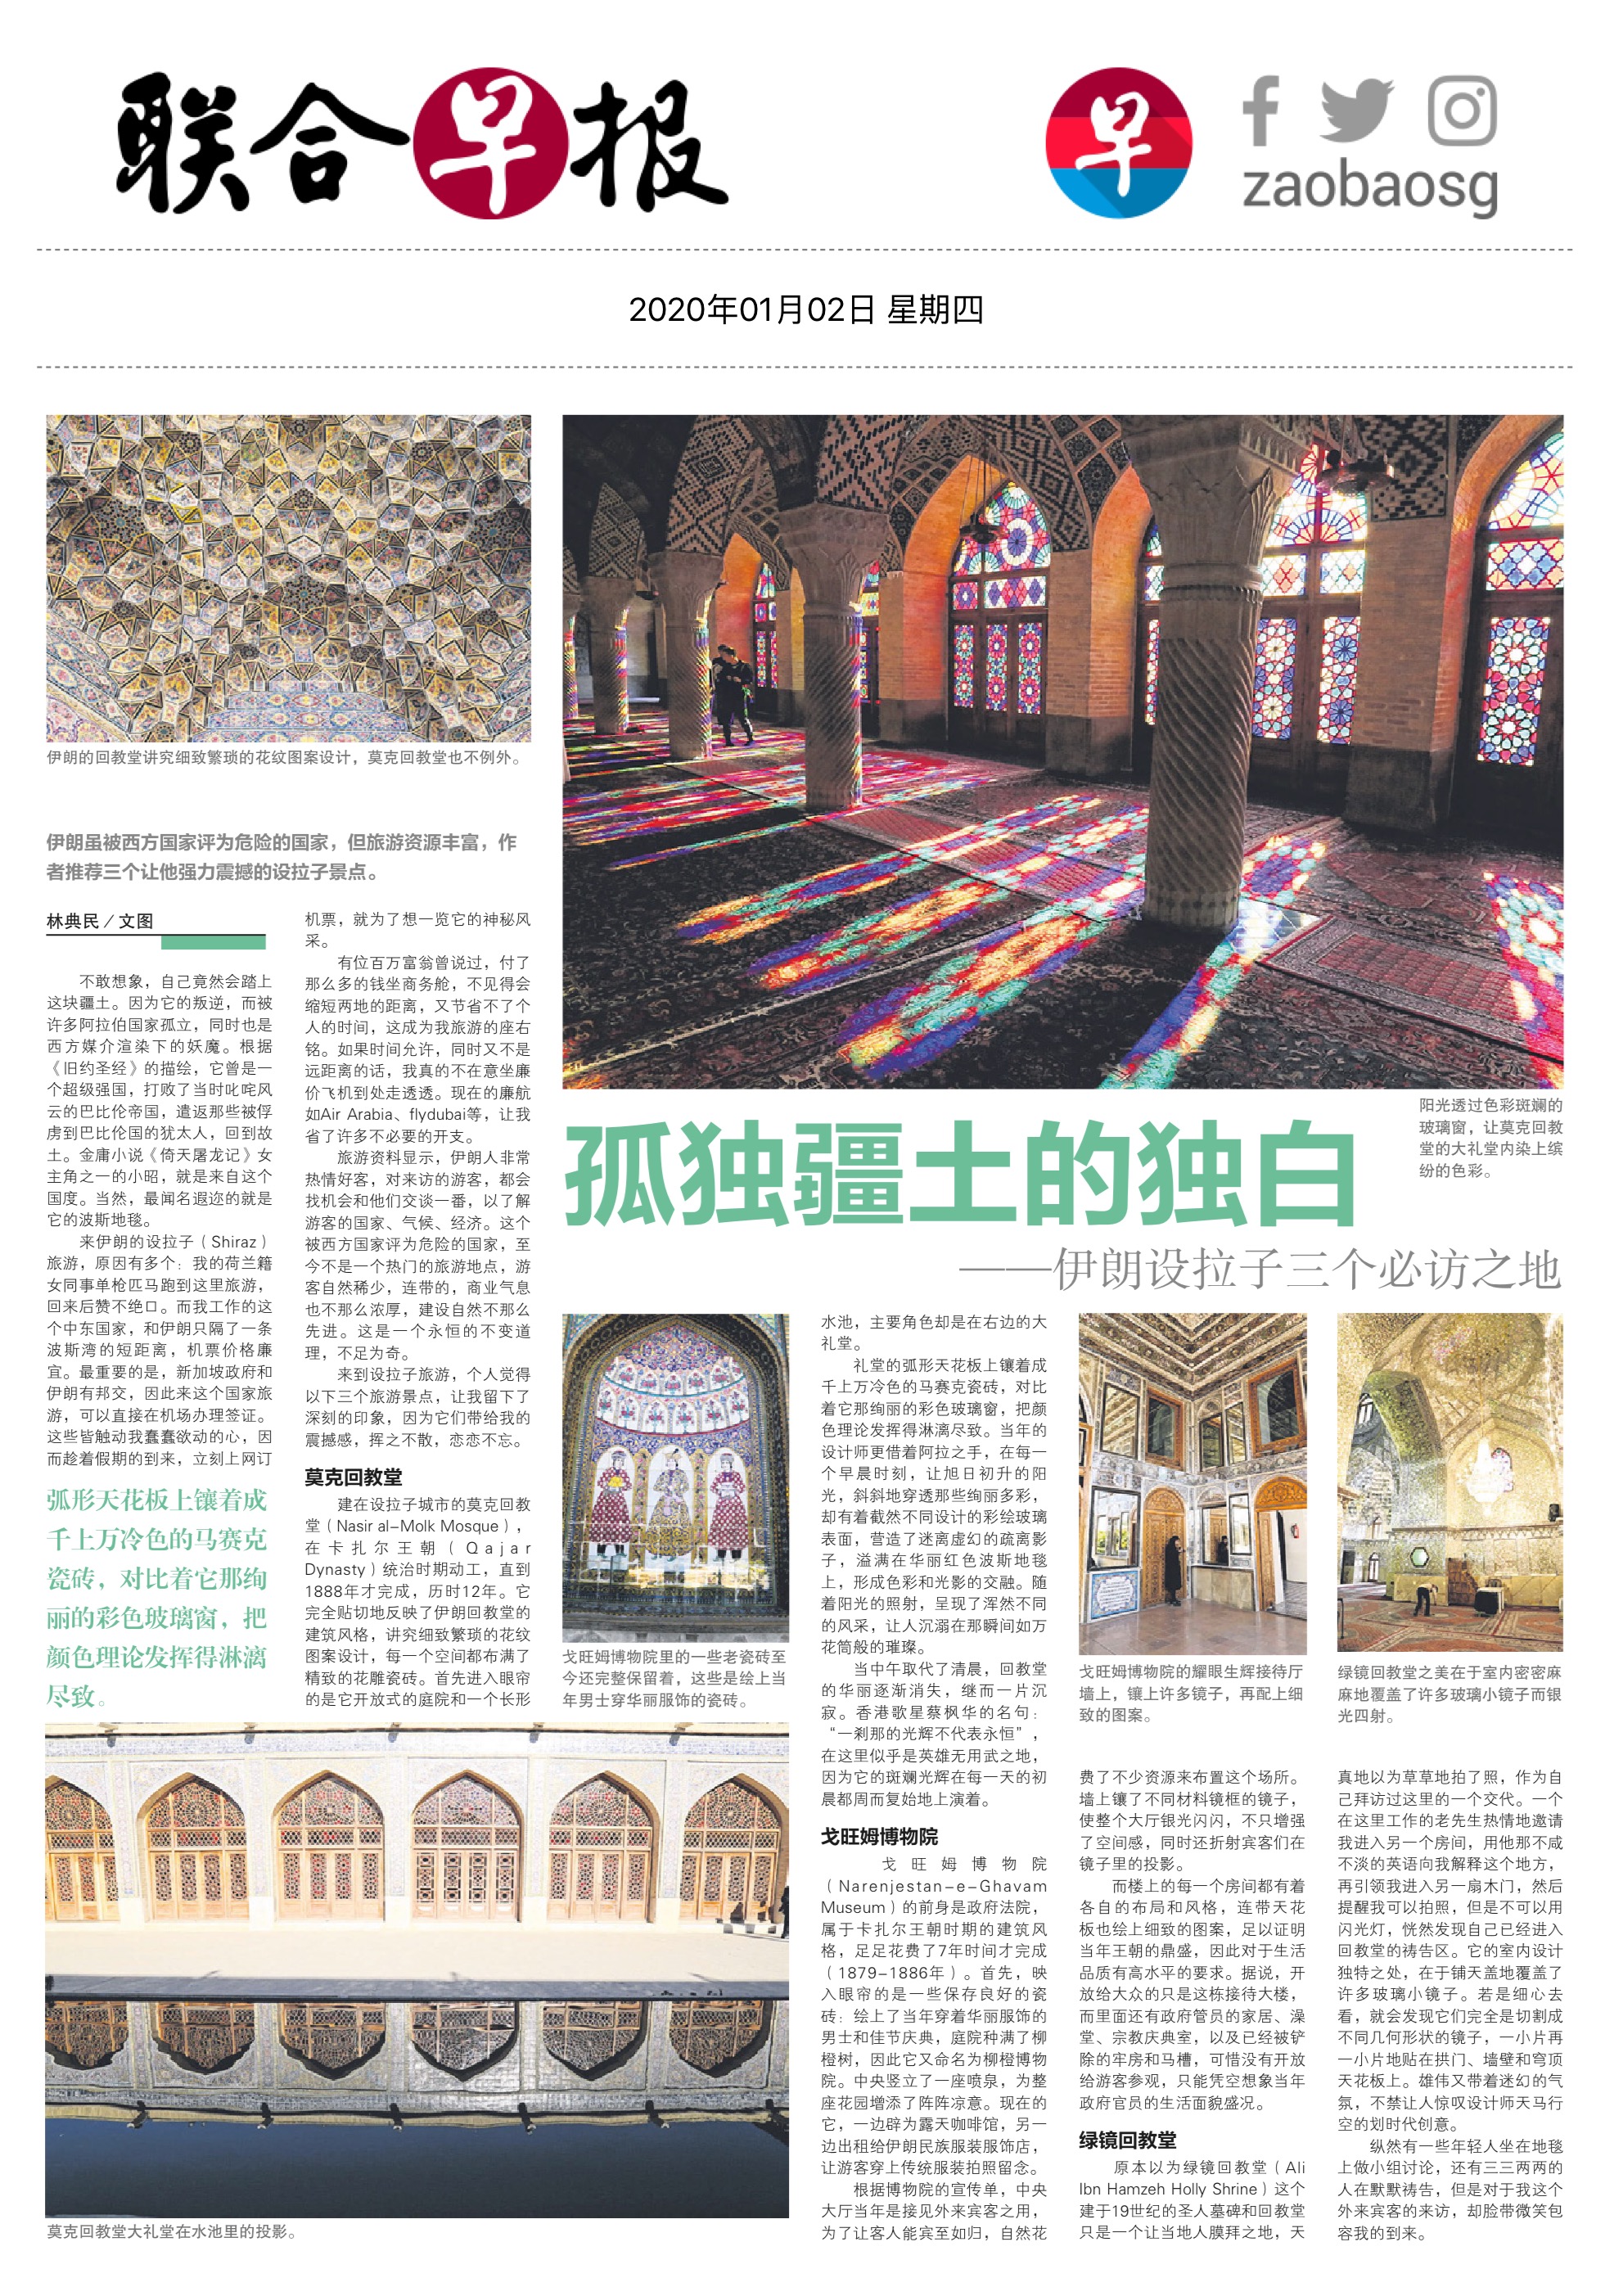 联合早报
早
zaobaosg
2020年01月02日 星期四
伊朗的回教堂讲究细致繁琐的花纹图案设计，莫克回教堂也不例外。
伊朗虽被西方国家评为危险的国家，但旅游资源丰富，作
者推荐三个让他强力震撼的设拉子景点。
阳光透过色彩斑斓的
玻璃窗，让莫克回教
堂的大礼堂内染上缤
纷的色彩。
孤独疆土的独白
——伊朗设拉子三个必访之地
林典民／文图
不敢想象，自己竟然会踏上
这块疆土。因为它的叛逆，而被
许多阿拉伯国家孤立，同时也是
西方媒介渲染下的妖魔。根据
《旧约圣经》的描绘，它曾是一
个超级强国，打败了当时叱咤风
云的巴比伦帝国，遣返那些被俘
虏到巴比伦国的犹太人，回到故
土。金庸小说《倚天屠龙记》女
主角之一的小昭，就是来自这个
国度。当然，最闻名遐迩的就是
它的波斯地毯。
来伊朗的设拉子（Shiraz）
旅游，原因有多个：我的荷兰籍
女同事单枪匹马跑到这里旅游，
回来后赞不绝口。而我工作的这
个中东国家，和伊朗只隔了一条
波斯湾的短距离，机票价格廉
宜。最重要的是，新加坡政府和
伊朗有邦交，因此来这个国家旅
游，可以直接在机场办理签证。
这些皆触动我蠢蠢欲动的心，因
而趁着假期的到来，立刻上网订
弧形天花板上镶着成
千上万冷色的马赛克
瓷砖，对比着它那绚
丽的彩色玻璃窗，把
颜色理论发挥得淋漓
尽致。
机票，就为了想一览它的神秘风
采。
有位百万富翁曾说过，付了
那么多的钱坐商务舱，不见得会
缩短两地的距离，又节省不了个
人的时间，这成为我旅游的座右
铭。如果时间允许，同时又不是
远距离的话，我真的不在意坐廉
价飞机到处走透透。现在的廉航
如Air Arabia、flydubai等，让我
省了许多不必要的开支。
旅游资料显示，伊朗人非常
热情好客，对来访的游客，都会
找机会和他们交谈一番，以了解
游客的国家、气候、经济。这个
被西方国家评为危险的国家，至
今不是一个热门的旅游地点，游
客自然稀少，连带的，商业气息
也不那么浓厚，建设自然不那么
先进。这是一个永恒的不变道
理，不足为奇。
来到设拉子旅游，个人觉得
以下三个旅游景点，让我留下了
深刻的印象，因为它们带给我的
震撼感，挥之不散，恋恋不忘。
莫克回教堂
建在设拉子城市的莫克回教
堂（Nasir al-Molk Mosque），
在卡扎尔王朝（Qajar
Dynasty）统治时期动工，直到
1888年才完成，历时12年。它
完全贴切地反映了伊朗回教堂的
建筑风格，讲究细致繁琐的花纹
图案设计，每一个空间都布满了
精致的花雕瓷砖。首先进入眼帘
的是它开放式的庭院和一个长形
戈旺姆博物院里的一些老瓷砖至
今还完整保留着，这些是绘上当
年男士穿华丽服饰的瓷砖。
莫克回教堂大礼堂在水池里的投影。
水池，主要角色却是在右边的大
礼堂。
礼堂的弧形天花板上镶着成
千上万冷色的马赛克瓷砖，对比
着它那绚丽的彩色玻璃窗，把颜
色理论发挥得淋漓尽致。当年的
设计师更借着阿拉之手，在每一
个早晨时刻，让旭日初升的阳
光，斜斜地穿透那些绚丽多彩，
却有着截然不同设计的彩绘玻璃
表面，营造了迷离虚幻的疏离影
子，溢满在华丽红色波斯地毯
上，形成色彩和光影的交融。随
着阳光的照射，呈现了浑然不同
的风采，让人沉溺在那瞬间如万
花筒般的璀璨。
当中午取代了清晨，回教堂
的华丽逐渐消失，继而一片沉
寂。香港歌星蔡枫华的名句：
“一刹那的光辉不代表永恒”，
在这里似乎是英雄无用武之地，
因为它的斑斓光辉在每一天的初
晨都周而复始地上演着。
戈旺姆博物院
戈旺姆博物院
（Narenjestan-e-Ghavam
Museum）的前身是政府法院，
属于卡扎尔王朝时期的建筑风
格，足足花费了7年时间才完成
（1879-1886年）。首先，映
入眼帘的是一些保存良好的瓷
砖：绘上了当年穿着华丽服饰的
男士和佳节庆典，庭院种满了柳
橙树，因此它又命名为柳橙博物
院。中央竖立了一座喷泉，为整
座花园增添了阵阵凉意。现在的
它，一边辟为露天咖啡馆，另一
边出租给伊朗民族服装服饰店，
让游客穿上传统服装拍照留念。
根据博物院的宣传单，中央
大厅当年是接见外来宾客之用，
为了让客人能宾至如归，自然花
戈旺姆博物院的耀眼生辉接待厅
墙上，镶上许多镜子，再配上细
致的图案。
费了不少资源来布置这个场所。
墙上镶了不同材料镜框的镜子，
使整个大厅银光闪闪，不只增强
了空间感，同时还折射宾客们在
镜子里的投影。
而楼上的每一个房间都有着
各自的布局和风格，连带天花
板也绘上细致的图案，足以证明
当年王朝的鼎盛，因此对于生活
品质有高水平的要求。据说，开
放给大众的只是这栋接待大楼，
而里面还有政府管员的家居、澡
堂、宗教庆典室，以及已经被铲
除的牢房和马槽，可惜没有开放
给游客参观，只能凭空想象当年
政府官员的生活面貌盛况。
绿镜回教堂
原本以为绿镜回教堂（Ali
Ibn Hamzeh Holly Shrine）这个
建于19世纪的圣人墓碑和回教堂
只是一个让当地人膜拜之地，天
绿镜回教堂之美在于室内密密麻
麻地覆盖了许多玻璃小镜子而银
光四射。
真地以为草草地拍了照，作为自
己拜访过这里的一个交代。一个
在这里工作的老先生热情地邀请
我进入另一个房间，用他那不咸
不淡的英语向我解释这个地方，
再引领我进入另一扇木门，然后
提醒我可以拍照，但是不可以用
闪光灯，恍然发现自己已经进入
回教堂的祷告区。它的室内设计
独特之处，在于铺天盖地覆盖了
许多玻璃小镜子。若是细心去
看，就会发现它们完全是切割成
不同几何形状的镜子，一小片再
一小片地贴在拱门、墙壁和穹顶
天花板上。雄伟又带着迷幻的气
氛，不禁让人惊叹设计师天马行
空的划时代创意。
纵然有一些年轻人坐在地毯
上做小组讨论，还有三三两两的
人在默默祷告，但是对于我这个
外来宾客的来访，却脸带微笑包
容我的到来。